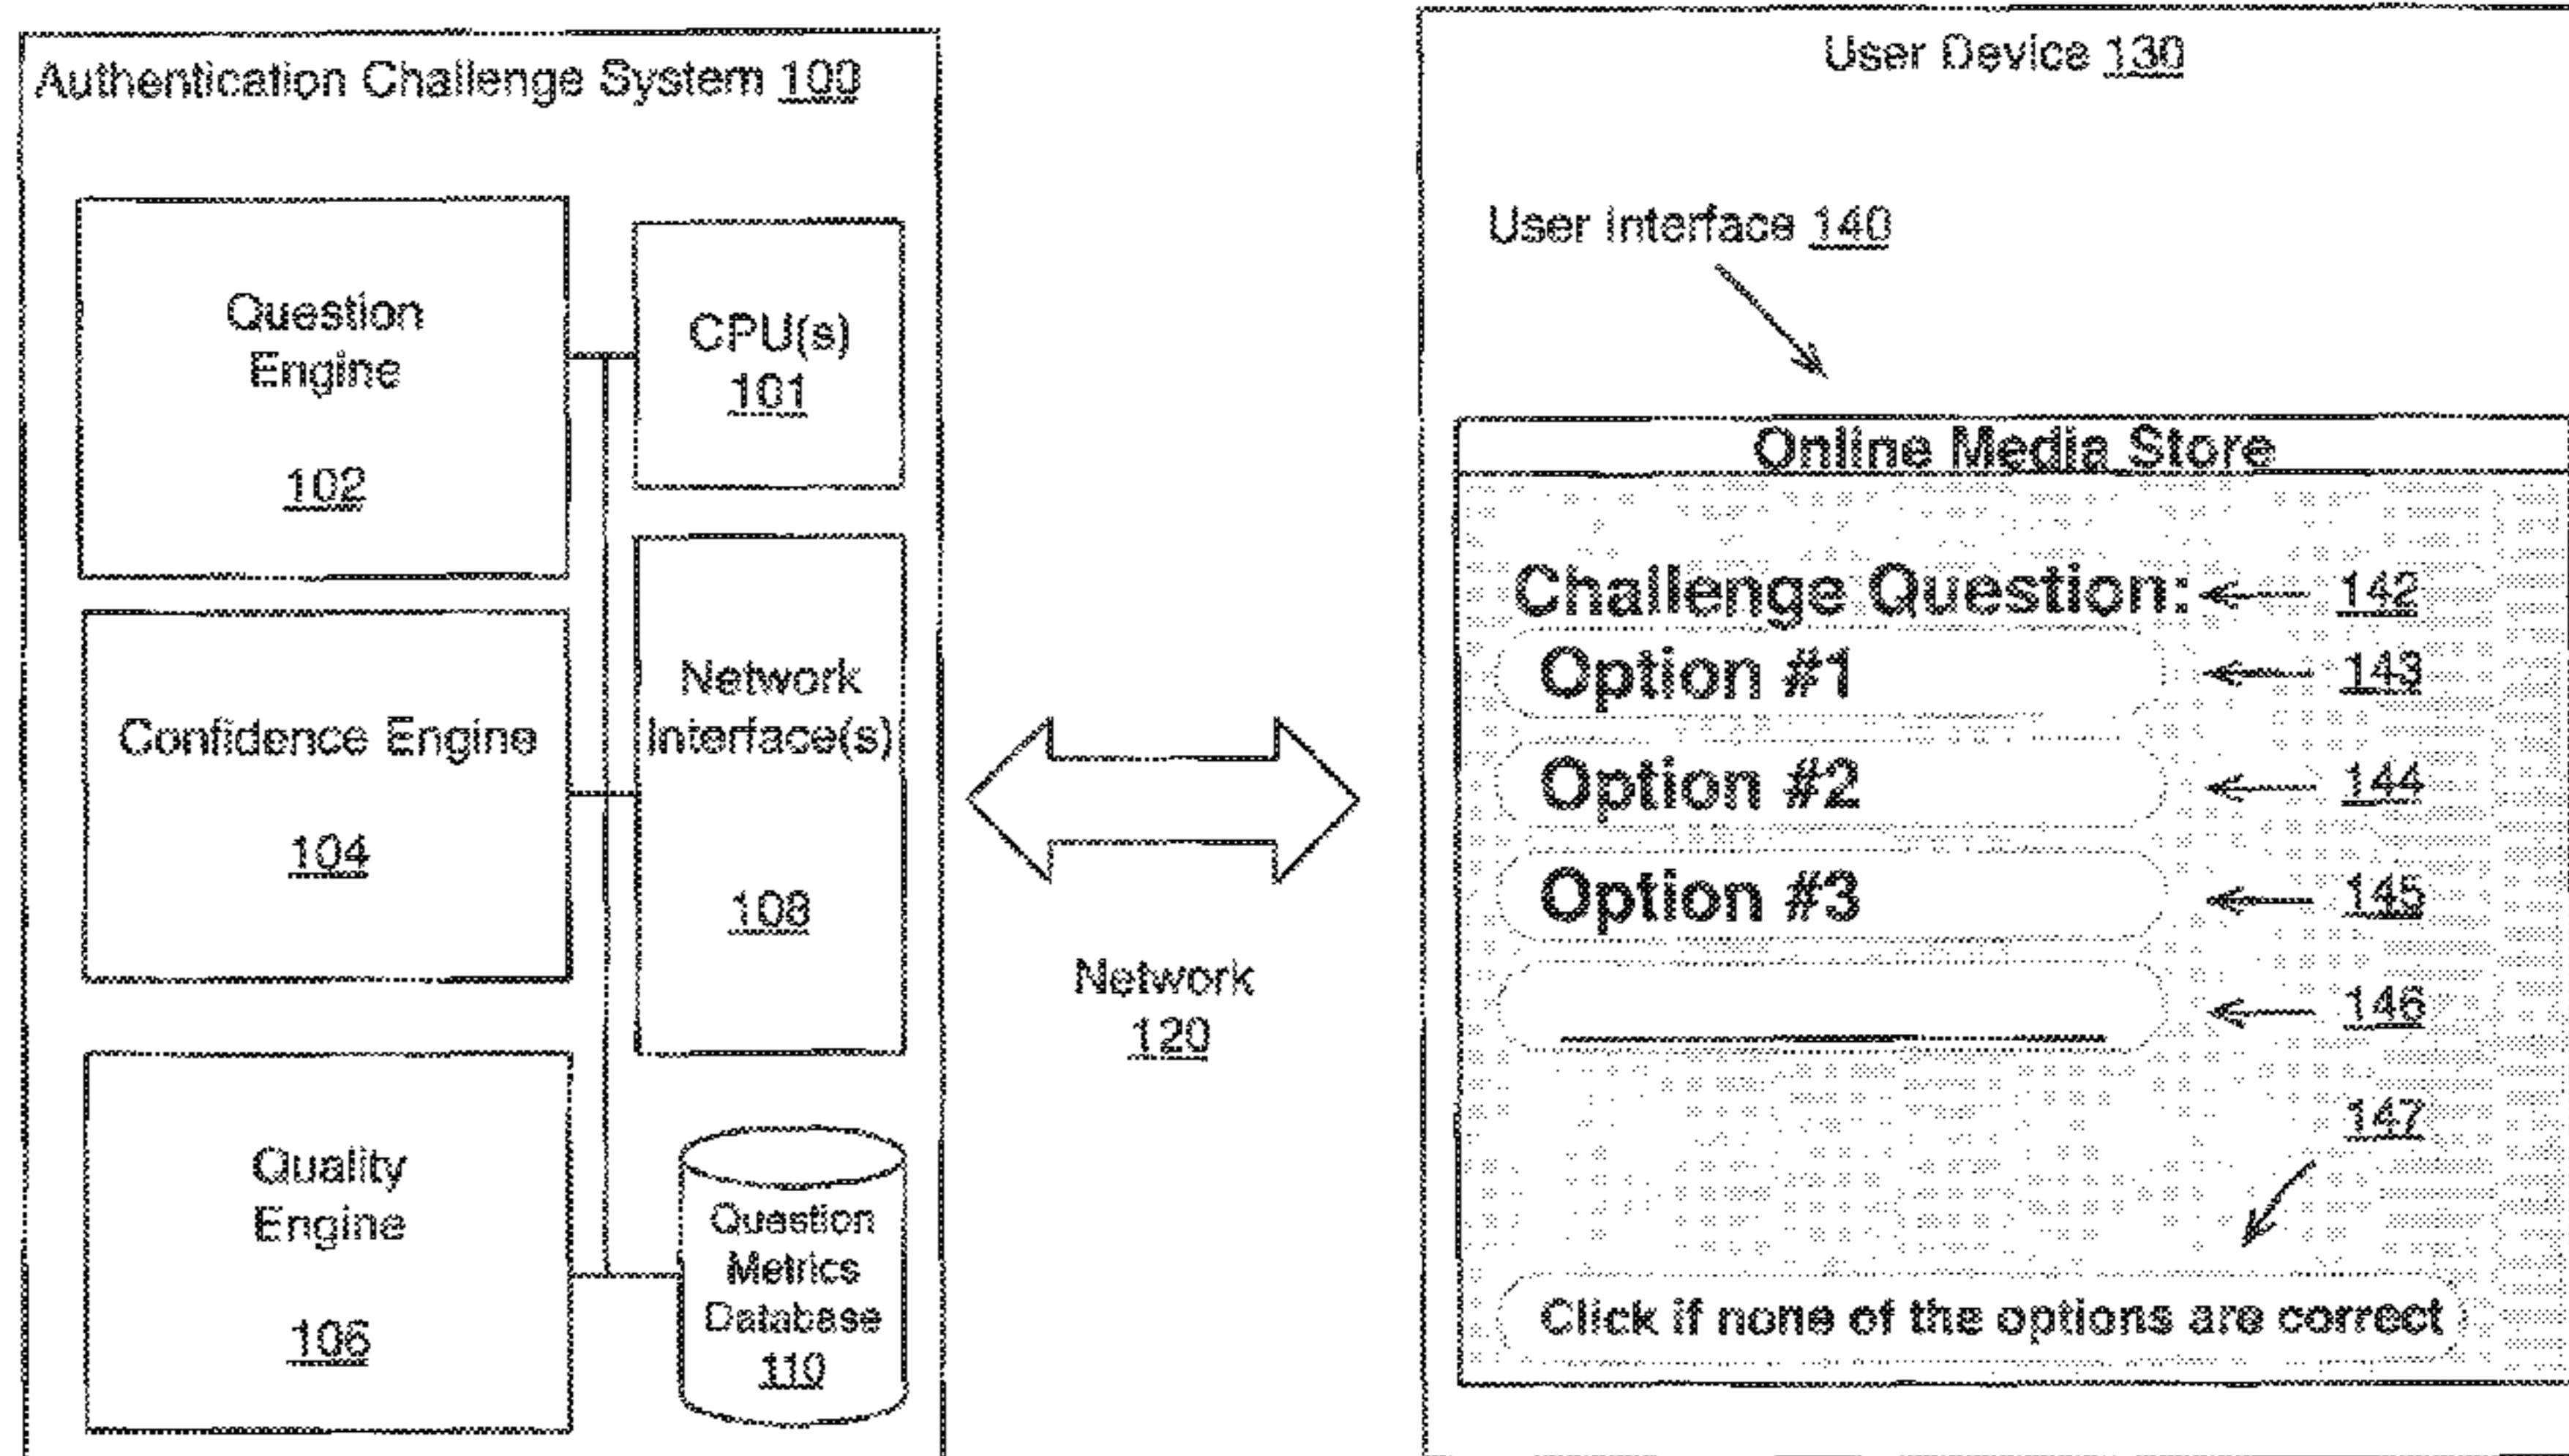 Authentication Challenge System 100
Question
Engine
102
CPU(s)
101
Confidence Engine
104
Network
Interface(s)
108
Quality
Engine
106
Question
Metrics
Database
110
Network
120
User Device 130
User Interface 140
Online Media Store
Challenge Question: 142
Option #1 143
Option #2 144
Option #3 145
146
147
Click if none of the options are correct